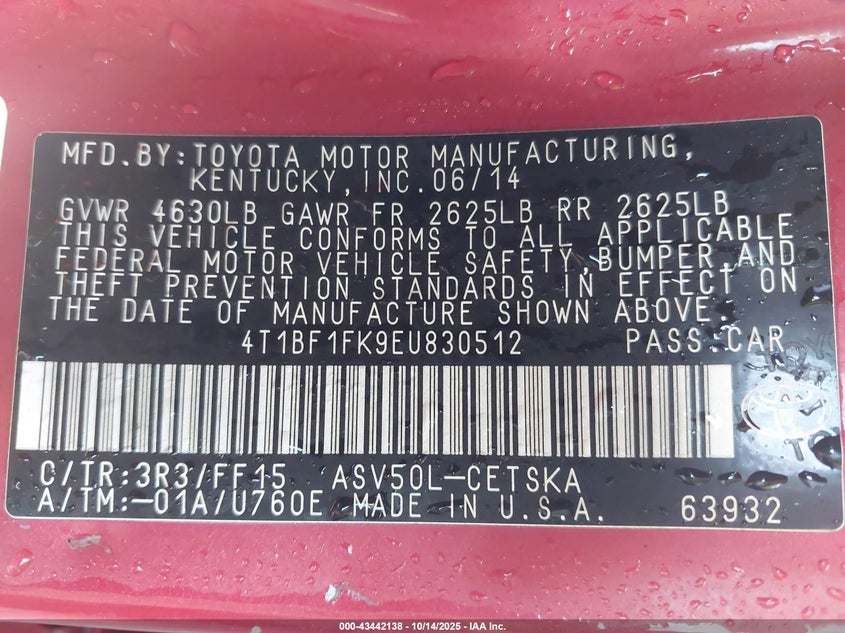 MFD.BY:TOYOTA MOTOR MANUFACTURING,
KENTUCKY,INC.06/14
GVWR 4630LB GAWR FR 2625LB RR 2625LB
THIS VEHICLE CONFORMS TO ALL APPLICABLE
FEDERAL MOTOR VEHICLE SAFETY,BUMPER,AND
THEFT PREVENTION STANDARDS IN EFFECT ON
THE DATE OF MANUFACTURE SHOWN ABOVE.
4T1BF1FK9EU830512 PASS.CAR
C/TR:3R3/FF15 ASV50L-CETSKA
A/TM:-01A/U760E MADE IN U.S.A. 63932
000-43442138 - 10/14/2025 - IAA Inc.